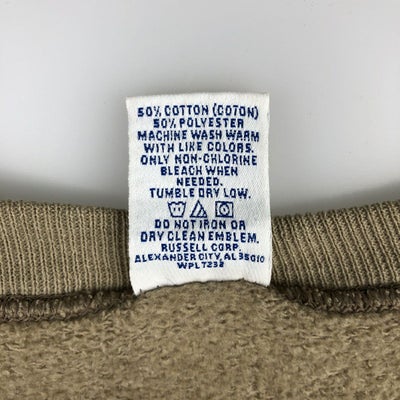 50% COTTON (COTON)
50% POLYESTER
MACHINE WASH WARM
WITH LIKE COLORS.
ONLY NON-CHLORINE
BLEACH WHEN
NEEDED.
TUMBLE DRY LOW.
DO NOT IRON OR
DRY CLEAN EMBLEM.
RUSSELL CORP.
ALEXANDER CITY, AL 35010
WPL 7238